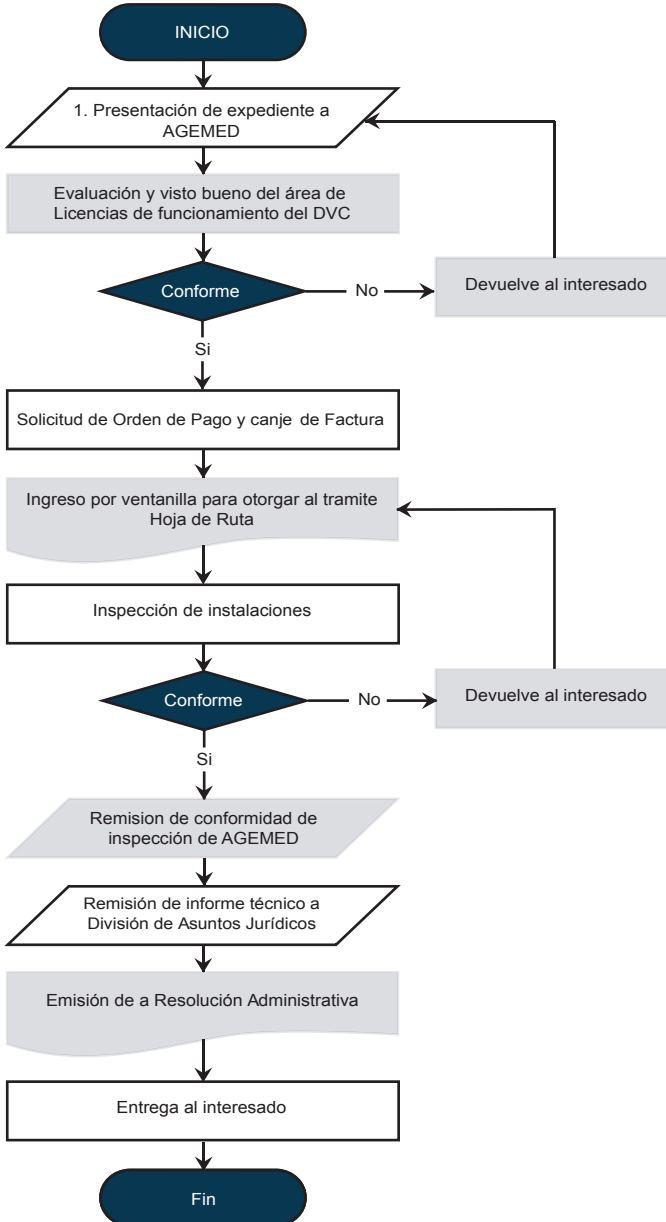 INICIO
1. Presentación de expediente a
AGEMED
Evaluación y visto bueno del área de
Licencias de funcionamiento del DVC
Conforme
No
Devuelve al interesado
Si
Solicitud de Orden de Pago y canje de Factura
Ingreso por ventanilla para otorgar al tramite
Hoja de Ruta
Inspección de instalaciones
Conforme
No
Devuelve al interesado
Si
Remision de conformidad de
inspección de AGEMED
Remisión de informe técnico a
División de Asuntos Jurídicos
Emisión de a Resolución Administrativa
Entrega al interesado
Fin